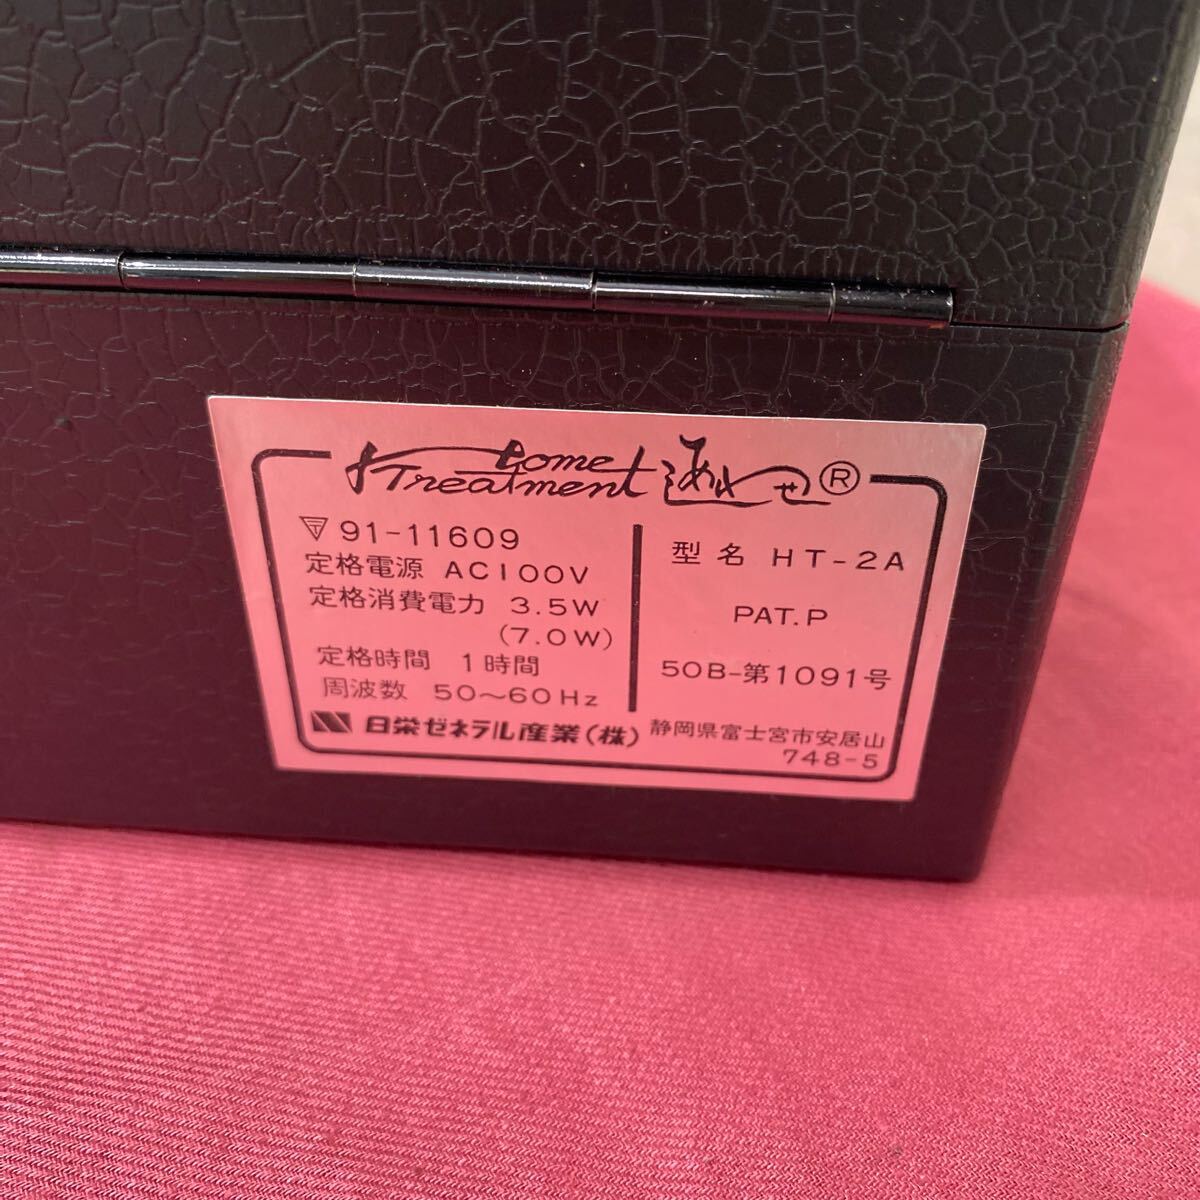 home
Treatment ®
〒 91-11609
定格電源 AC100V
定格消費電力 3.5W
(7.0W)
定格時間 1時間
周波数 50〜60Hz
型名 HT-2A
PAT.P
50B-第1091号
日栄ゼネラル産業(株) 静岡県富士宮市安居山
748-5